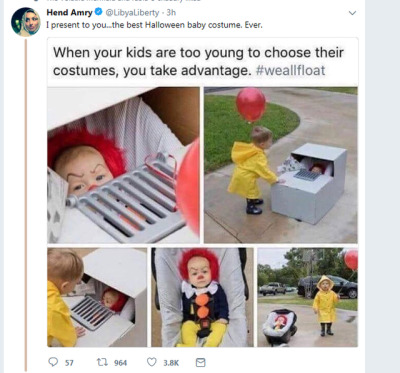 Hend Amry @LibyaLiberty · 3h
I present to you...the best Halloween baby costume. Ever.
When your kids are too young to choose their
costumes, you take advantage. #weallfloat
57 964 3.8K